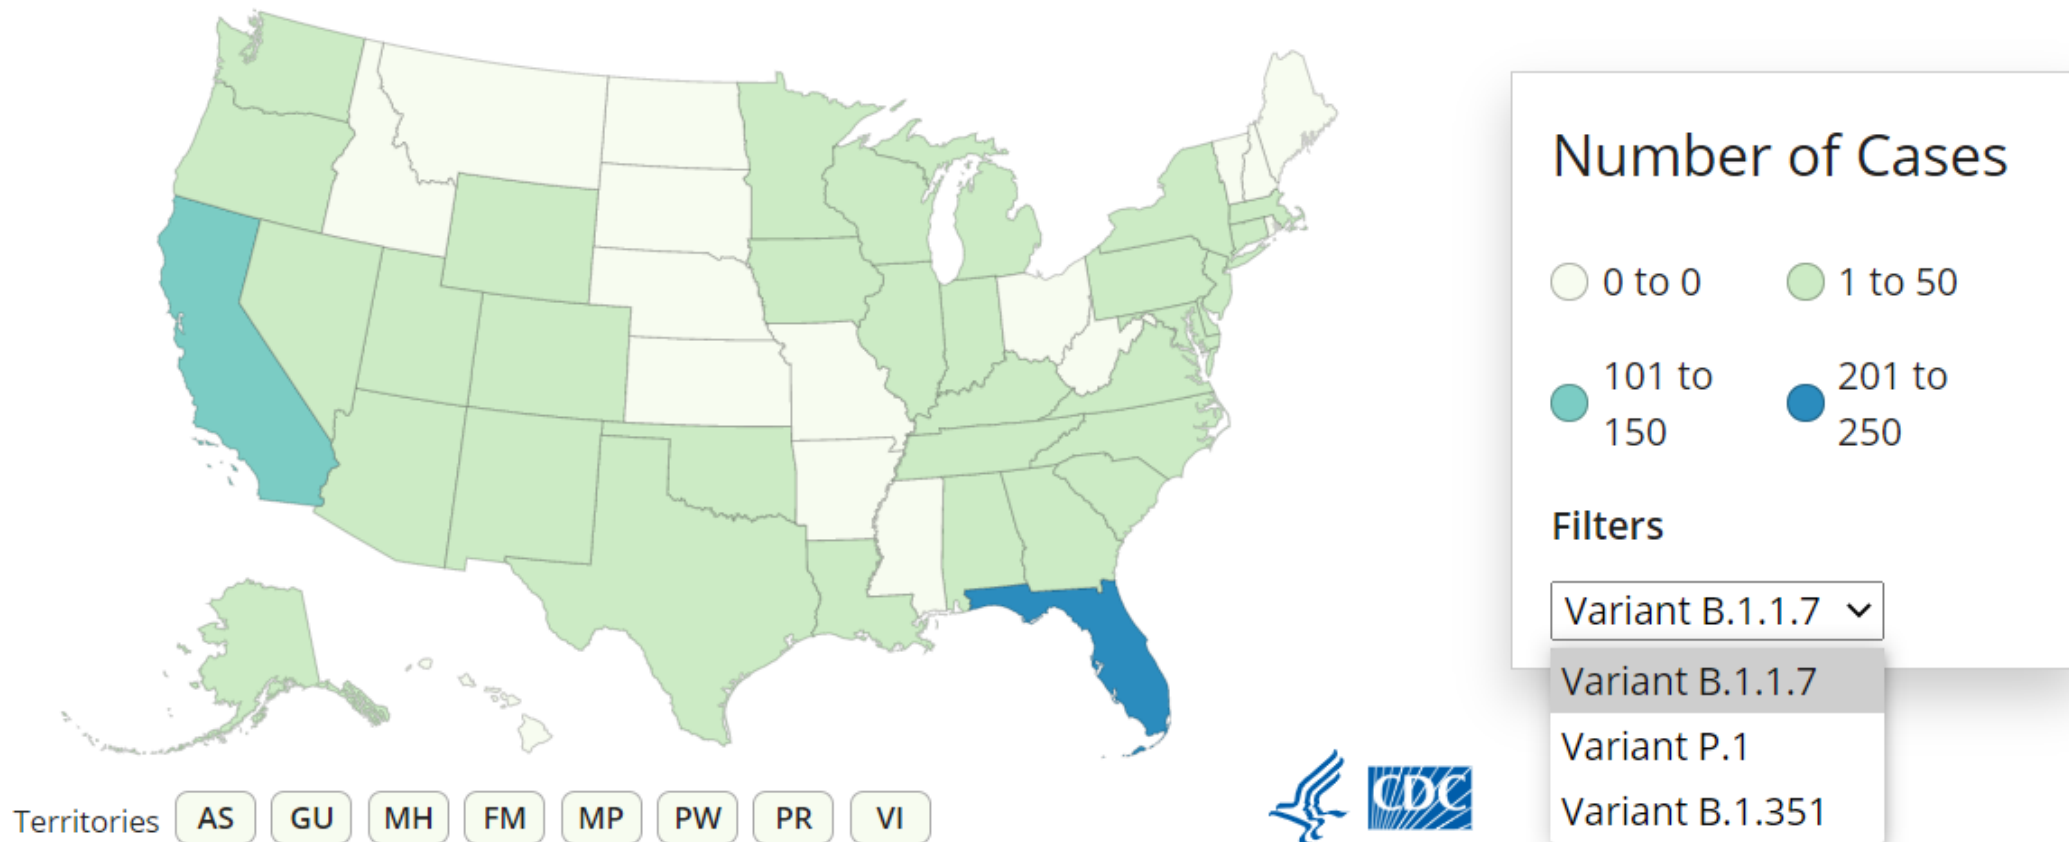 Number of Cases
0 to 0
1 to 50
101 to
150
201 to
250
Filters
Variant B.1.1.7
Variant B.1.1.7
Variant P.1
Variant B.1.351
Territories AS GU MH FM MP PW PR VI
CDC